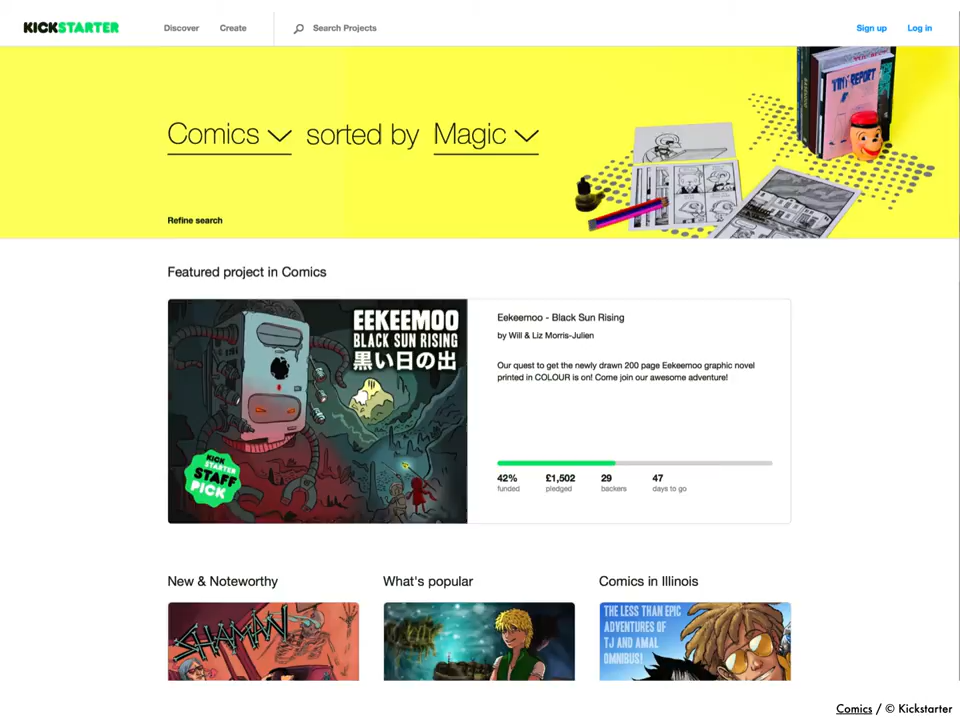 KICKSTARTER
Discover
Create
Search Projects
Sign up
Log in
TINY REPORT
Comics sorted by Magic
Refine search
Featured project in Comics
EEKEEMOO
BLACK SUN RISING
黒い日の出
KICK
STARTER
STAFF
PICK
Eekeemoo - Black Sun Rising
by Will & Liz Morris-Julien
Our quest to get the newly drawn 200 page Eekeemoo graphic novel
printed in COLOUR is on! Come join our awesome adventure!
42%
funded
£1,502
pledged
29
backers
47
days to go
New & Noteworthy
What's popular
Comics in Illinois
SHAMAN
THE LESS THAN EPIC
ADVENTURES OF
TJ AND AMAL
OMNIBUS!
Comics / © Kickstarter